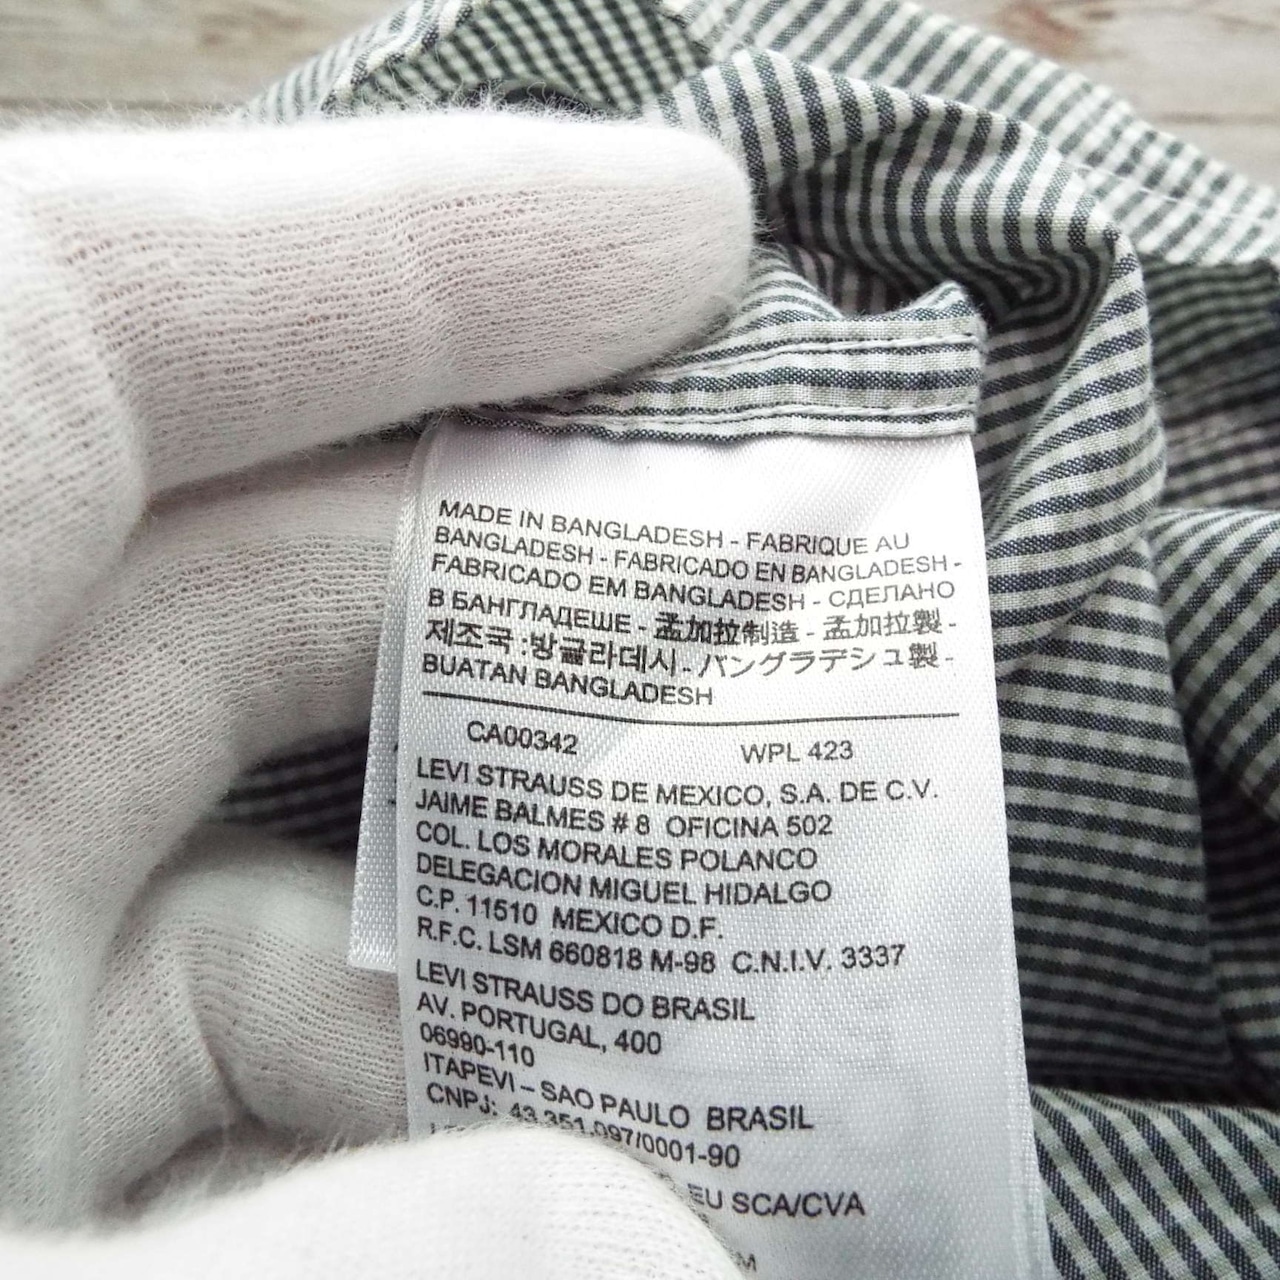 MADE IN BANGLADESH - FABRIQUE AU
BANGLADESH - FABRICADO EN BANGLADESH -
FABRICADO EM BANGLADESH - СДЕЛАНО
В БАНГЛАДЕШЕ - 孟加拉制造 - 孟加拉製 -
제조국 :방글라데시 - バングラデシュ製 -
BUATAN BANGLADESH
CA00342 WPL 423
LEVI STRAUSS DE MEXICO, S.A. DE C.V.
JAIME BALMES # 8 OFICINA 502
COL. LOS MORALES POLANCO
DELEGACION MIGUEL HIDALGO
C.P. 11510 MEXICO D.F.
R.F.C. LSM 660818 M-98 C.N.I.V. 3337
LEVI STRAUSS DO BRASIL
AV. PORTUGAL, 400
06990-110
ITAPEVI – SAO PAULO BRASIL
CNPJ: 43.351.097/0001-90
EU SCA/CVA